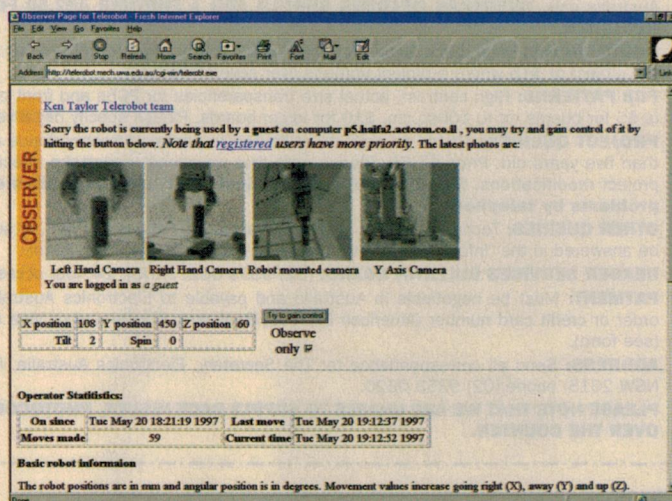 Observer Page for Telerobot - Fsesh Internet Explorer
File Edit View Go Favorites Help
Back Forward Stop Refresh Home Search Favorites Print Font Mail Edit
Address http://telerobot.mech.uwa.edu.au/cgi-win/telerobt.exe
OBSERVER
Ken Taylor Telerobot team
Sorry the robot is currently being used by a guest on computer p5.haifa2.actcom.co.il , you may try and gain control of it by
hitting the button below. Note that registered users have more priority. The latest photos are:
Left Hand Camera Right Hand Camera Robot mounted camera Y Axis Camera
You are logged in as a guest
X position 108 Y position 450 Z position 60
Tilt 2 Spin 0
Try to gain control
Observe
only
Operator Statistics:
On since Tue May 20 18:21:19 1997 Last move Tue May 20 19:12:37 1997
Moves made 59 Current time Tue May 20 19:12:52 1997
Basic robot informaion
The robot positions are in mm and angular position is in degrees. Movement values increase going right (X), away (Y) and up (Z).